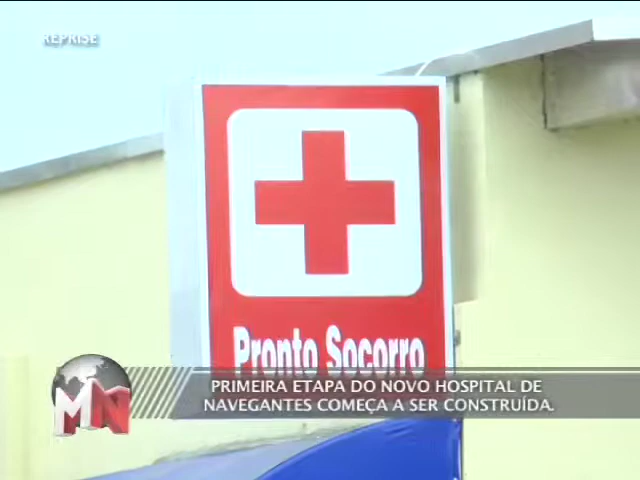 REPRISE
Pronto Socorro
MN
PRIMEIRA ETAPA DO NOVO HOSPITAL DE
NAVEGANTES COMEÇA A SER CONSTRUÍDA.